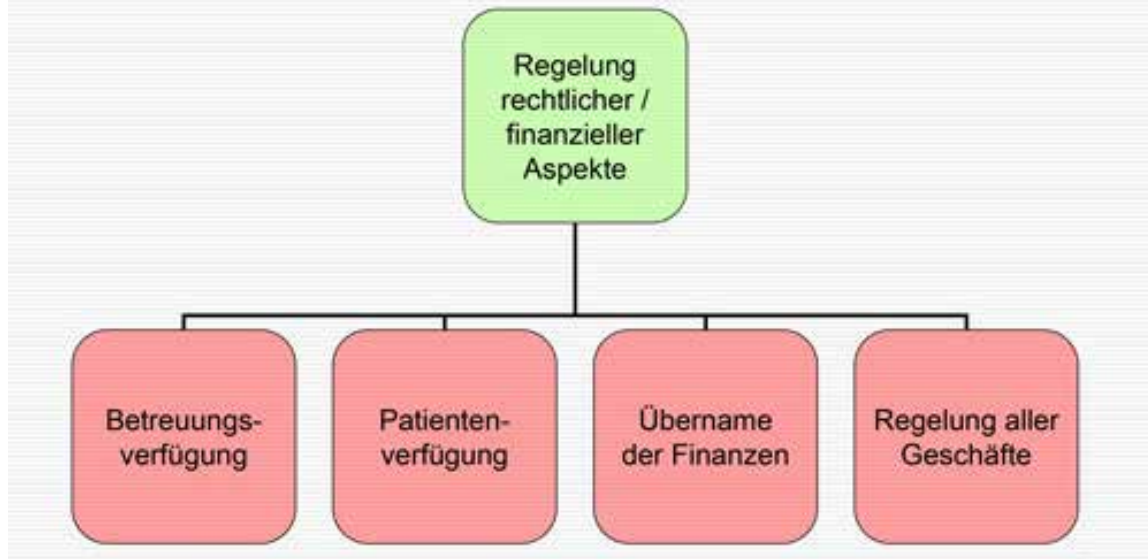 Regelung
rechtlicher /
finanzieller
Aspekte
Betreuungs-
verfügung
Patienten-
verfügung
Übername
der Finanzen
Regelung aller
Geschäfte